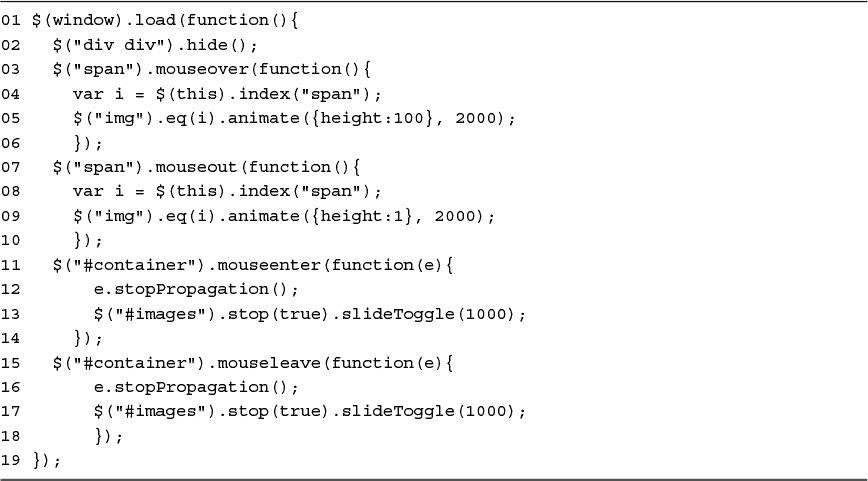 01 $(window).load(function(){
02   $("div div").hide();
03   $("span").mouseover(function(){
04     var i = $(this).index("span");
05     $("img").eq(i).animate({height:100}, 2000);
06     });
07   $("span").mouseout(function(){
08     var i = $(this).index("span");
09     $("img").eq(i).animate({height:1}, 2000);
10     });
11   $("#container").mouseenter(function(e){
12       e.stopPropagation();
13       $("#images").stop(true).slideToggle(1000);
14     });
15   $("#container").mouseleave(function(e){
16       e.stopPropagation();
17       $("#images").stop(true).slideToggle(1000);
18       });
19 });